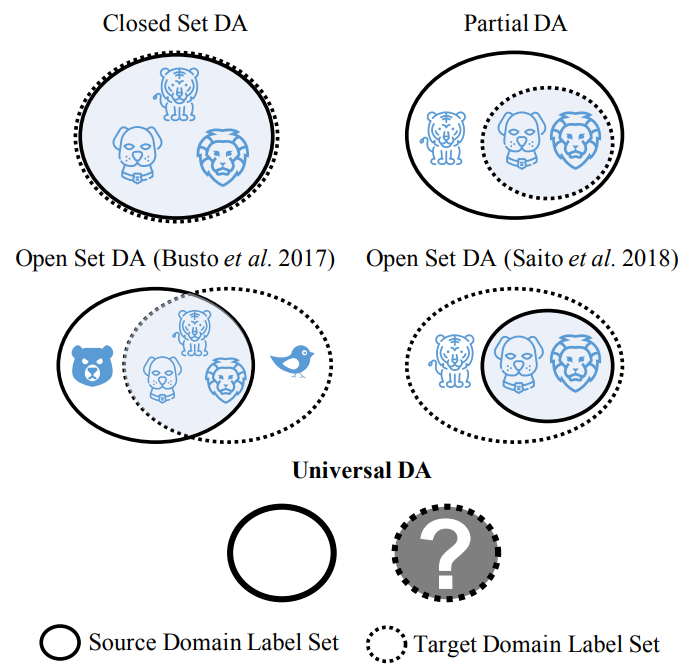 Closed Set DA
Partial DA
Open Set DA (Busto et al. 2017)
Open Set DA (Saito et al. 2018)
Universal DA
?
Source Domain Label Set
Target Domain Label Set